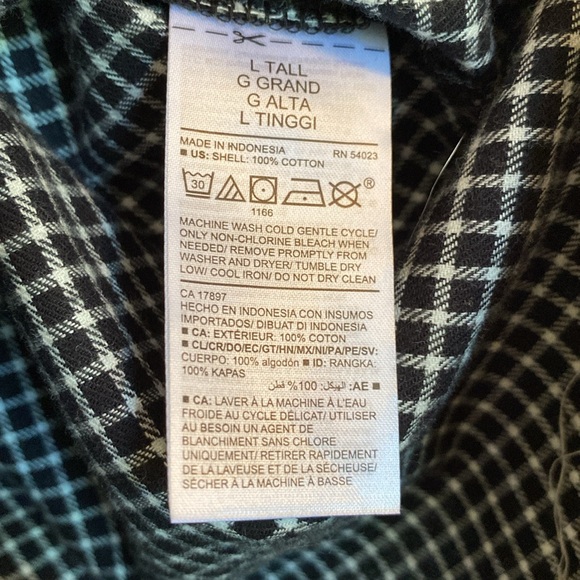 L TALL
G GRAND
G ALTA
L TINGGI
MADE IN INDONESIA RN 54023
■ US: SHELL: 100% COTTON
30 ®
1166
MACHINE WASH COLD GENTLE CYCLE/
ONLY NON-CHLORINE BLEACH WHEN
NEEDED/ REMOVE PROMPTLY FROM
WASHER AND DRYER/ TUMBLE DRY
LOW/ COOL IRON/ DO NOT DRY CLEAN
CA 17897
HECHO EN INDONESIA CON INSUMOS
IMPORTADOS/ DIBUAT DI INDONESIA
■ CA: EXTÉRIEUR: 100% COTON
■ CL/CR/DO/EC/GT/HN/MX/NI/PA/PE/SV:
CUERPO: 100% algodón ■ ID: RANGKA:
100% KAPAS
■ AE: الهيكل: 100% قطن
■ CA: LAVER À LA MACHINE À L'EAU
FROIDE AU CYCLE DÉLICAT/ UTILISER
AU BESOIN UN AGENT DE
BLANCHIMENT SANS CHLORE
UNIQUEMENT/ RETIRER RAPIDEMENT
DE LA LAVEUSE ET DE LA SÉCHEUSE/
SÉCHER À LA MACHINE À BASSE